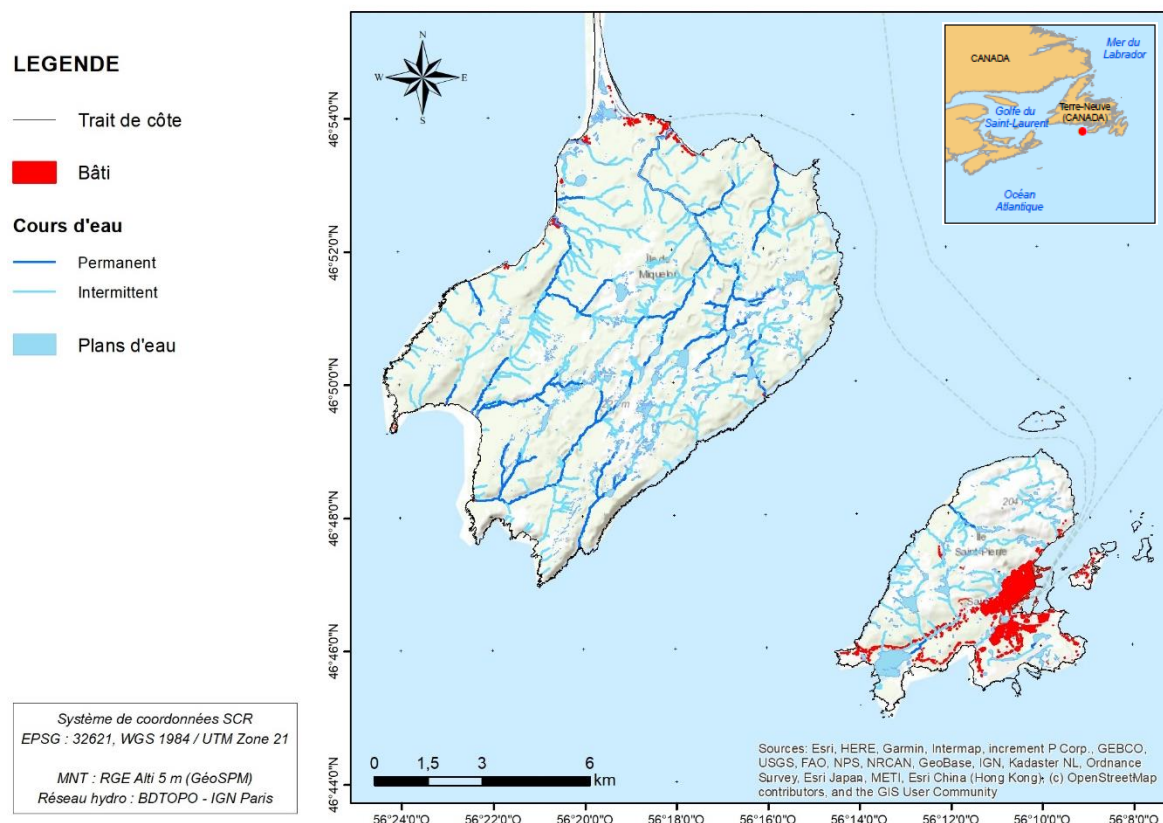 LEGENDE
Trait de côte
Bâti
Cours d'eau
Permanent
Intermittent
Plans d'eau
Système de coordonnées SCR
EPSG : 32621, WGS 1984 / UTM Zone 21
MNT : RGE Alti 5 m (GéoSPM)
Réseau hydro : BDTOPO - IGN Paris
N
W
E
S
CANADA
Mer du
Labrador
Golfe du
Saint-Laurent
Terre-Neuve
(CANADA)
Océan
Atlantique
46°54'0"N
46°52'0"N
46°50'0"N
46°48'0"N
46°46'0"N
46°44'0"N
Île de
Miquelon
204
Île
Saint-Pierre
0
1,5
3
6
km
Sources: Esri, HERE, Garmin, Intermap, increment P Corp., GEBCO,
USGS, FAO, NPS, NRCAN, GeoBase, IGN, Kadaster NL, Ordnance
Survey, Esri Japan, METI, Esri China (Hong Kong), (c) OpenStreetMap
contributors, and the GIS User Community
56°24'0"O
56°22'0"O
56°20'0"O
56°18'0"O
56°16'0"O
56°14'0"O
56°12'0"O
56°10'0"O
56°8'0"O